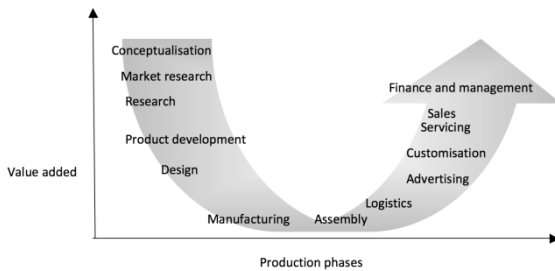 Conceptualisation
Market research
Research
Product development
Design
Manufacturing
Assembly
Logistics
Advertising
Customisation
Servicing
Sales
Finance and management
Value added
Production phases